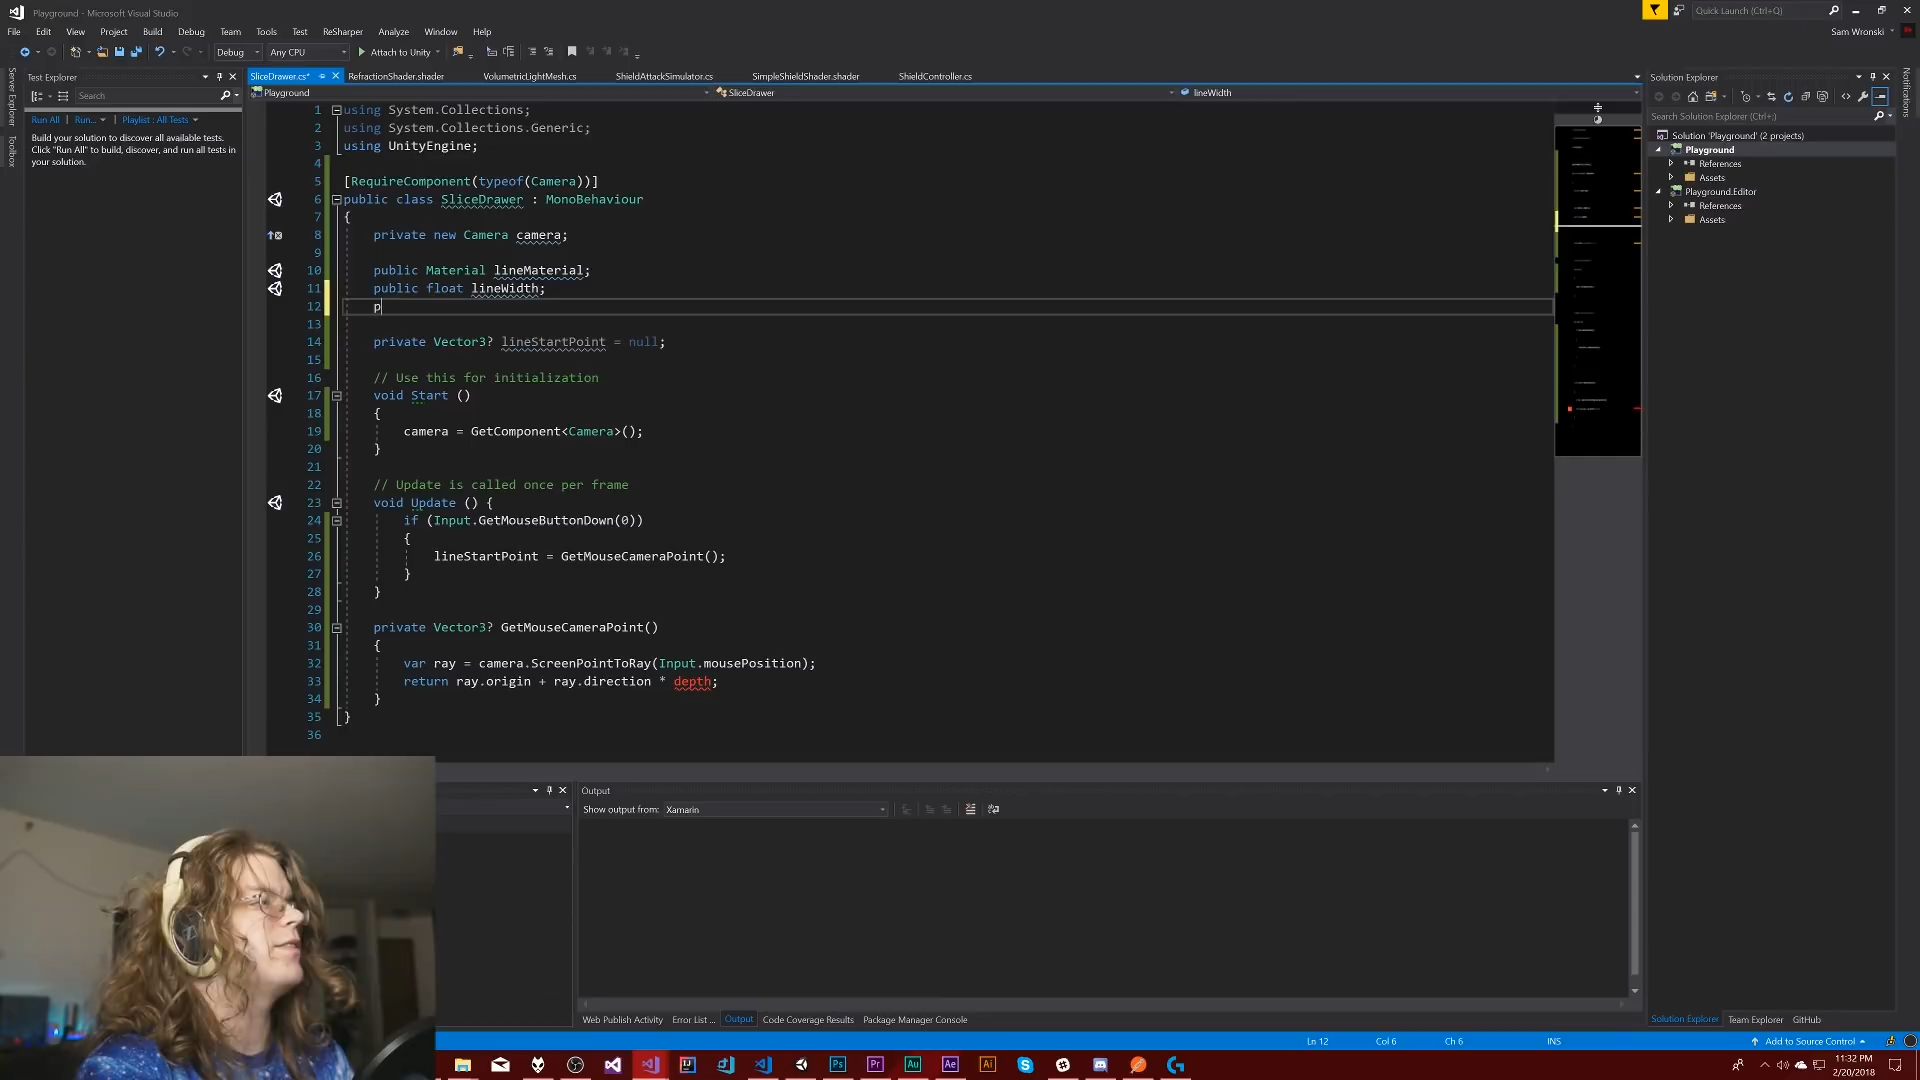 Playground - Microsoft Visual Studio
Quick Launch (Ctrl+Q)
File Edit View Project Build Debug Team Tools Test ReSharper Analyze Window Help
Sam Wronski
Debug Any CPU Attach to Unity
Test Explorer
SliceDrawer.cs* RefractionShader.shader VolumetricLightMesh.cs ShieldAttackSimulator.cs SimpleShieldShader.shader ShieldController.cs
Solution Explorer
Server Explorer
Toolbox
Notifications
Search
Playground SliceDrawer lineWidth
Search Solution Explorer (Ctrl+;)
Run All Run... Playlist : All Tests
Build your solution to discover all available tests.
Click "Run All" to build, discover, and run all tests in
your solution.
Solution 'Playground' (2 projects)
Playground
References
Assets
Playground.Editor
References
Assets
1 using System.Collections;
2 using System.Collections.Generic;
3 using UnityEngine;
4
5 [RequireComponent(typeof(Camera))]
6 public class SliceDrawer : MonoBehaviour
7 {
8 private new Camera camera;
9
10 public Material lineMaterial;
11 public float lineWidth;
12 p
13
14 private Vector3? lineStartPoint = null;
15
16 // Use this for initialization
17 void Start ()
18 {
19 camera = GetComponent<Camera>();
20 }
21
22 // Update is called once per frame
23 void Update () {
24 if (Input.GetMouseButtonDown(0))
25 {
26 lineStartPoint = GetMouseCameraPoint();
27 }
28 }
29
30 private Vector3? GetMouseCameraPoint()
31 {
32 var ray = camera.ScreenPointToRay(Input.mousePosition);
33 return ray.origin + ray.direction * depth;
34 }
35 }
36
Output
Show output from: Xamarin
Web Publish Activity Error List ... Output Code Coverage Results Package Manager Console
Solution Explorer Team Explorer GitHub
Ln 12 Col 6 Ch 6 INS Add to Source Control
11:32 PM
2/20/2018